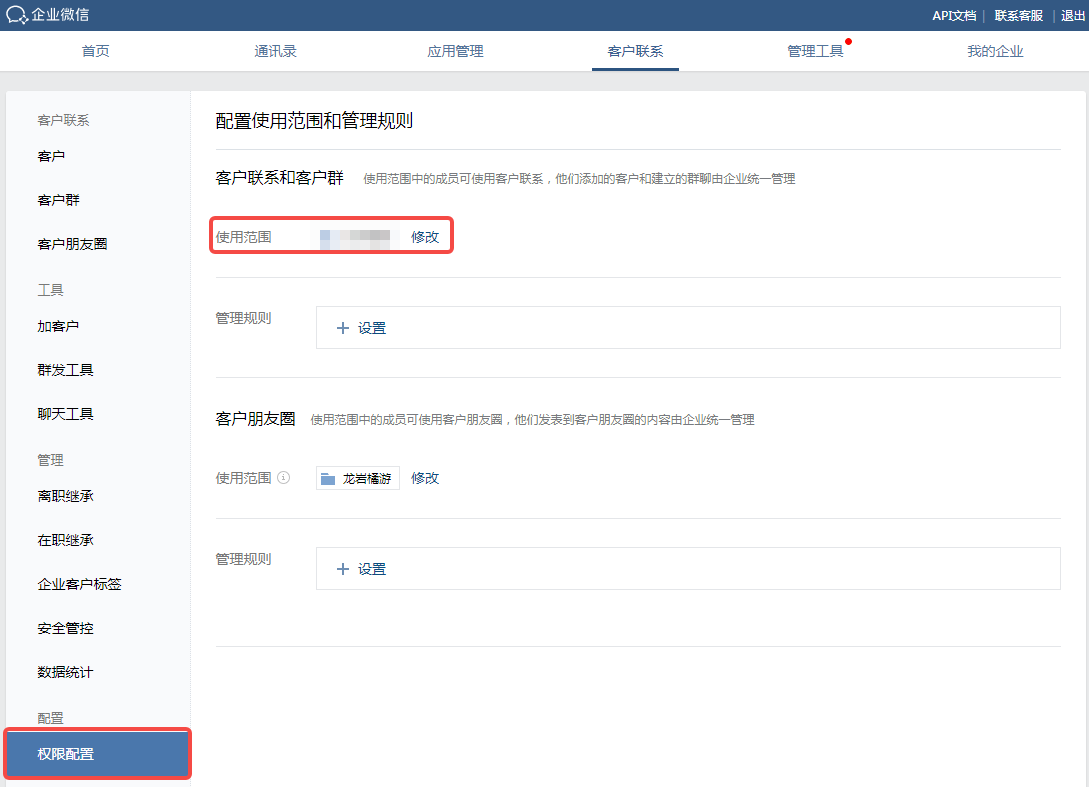 企业微信
API文档 | 联系客服 | 退出
首页 通讯录 应用管理 客户联系 管理工具 我的企业
客户联系
客户
客户群
客户朋友圈
工具
加客户
群发工具
聊天工具
管理
离职继承
在职继承
企业客户标签
安全管控
数据统计
配置
权限配置
配置使用范围和管理规则
客户联系和客户群 使用范围中的成员可使用客户联系，他们添加的客户和建立的群聊由企业统一管理
使用范围 修改
管理规则 + 设置
客户朋友圈 使用范围中的成员可使用客户朋友圈，他们发表到客户朋友圈的内容由企业统一管理
使用范围 龙岩橘游 修改
管理规则 + 设置